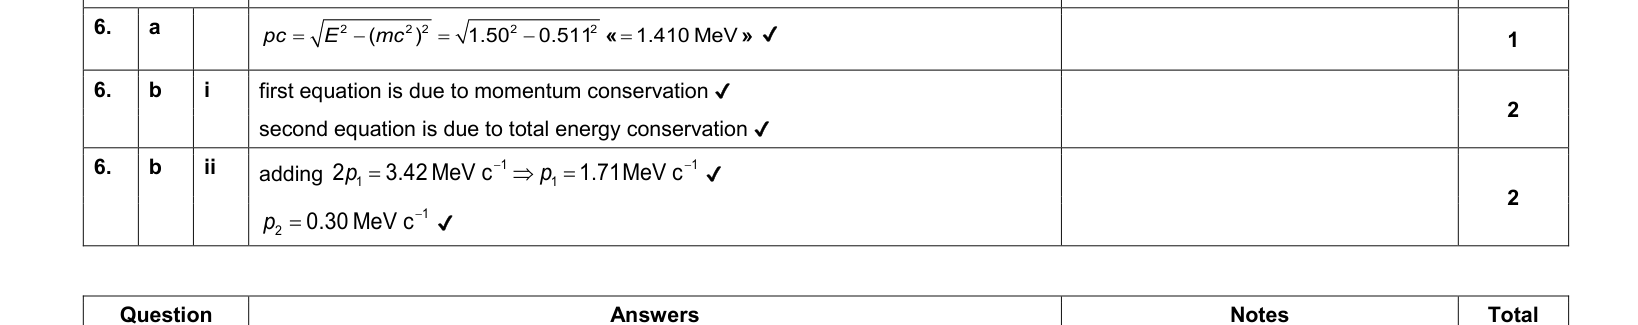 6. a pc = √(E² – (mc²)²) = √(1.50² – 0.511²) «= 1.410 MeV» ✓ 1
6. b i first equation is due to momentum conservation ✓
second equation is due to total energy conservation ✓ 2
6. b ii adding 2p₁ = 3.42 MeV c⁻¹ ⇒ p₁ = 1.71 MeV c⁻¹ ✓
p₂ = 0.30 MeV c⁻¹ ✓ 2
Question Answers Notes Total